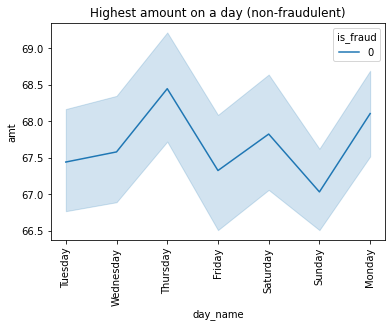 Highest amount on a day (non-fraudulent)
is_fraud
0
69.0
68.5
68.0
67.5
67.0
66.5
amt
Tuesday
Wednesday
Thursday
Friday
Saturday
Sunday
Monday
day_name